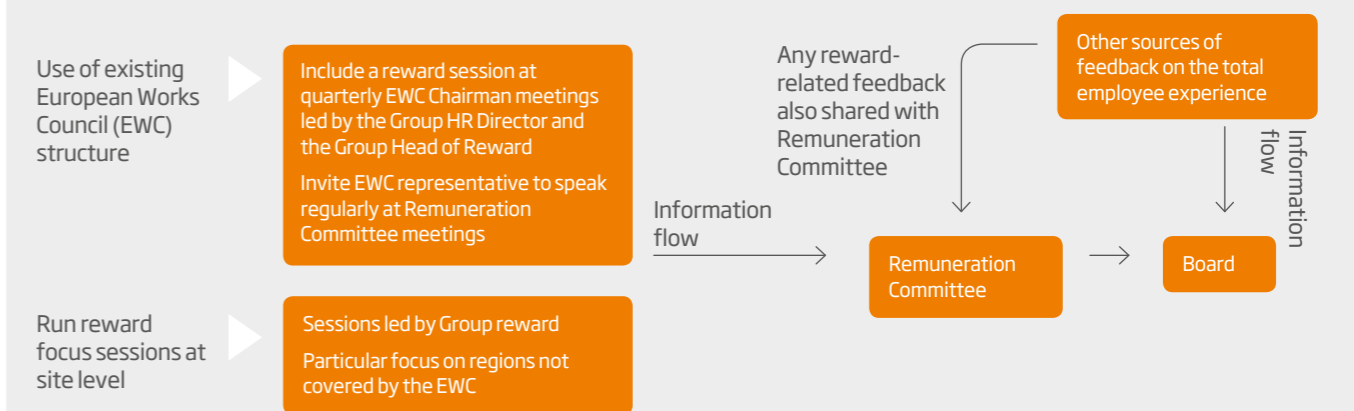 Use of existing
European Works
Council (EWC)
structure
Include a reward session at
quarterly EWC Chairman meetings
led by the Group HR Director and
the Group Head of Reward
Invite EWC representative to speak
regularly at Remuneration
Committee meetings
Run reward
focus sessions at
site level
Sessions led by Group reward
Particular focus on regions not
covered by the EWC
Information
flow
Any reward-
related feedback
also shared with
Remuneration
Committee
Other sources of
feedback on the total
employee experience
Information
flow
Remuneration
Committee
Board